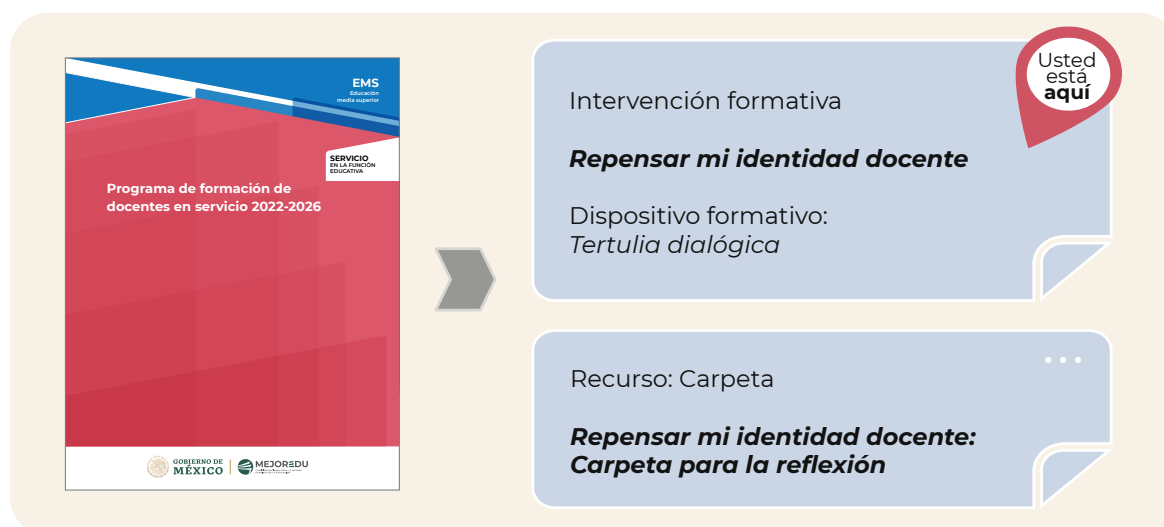 EMS
Educación
media superior
SERVICIO
EN LA FUNCIÓN
EDUCATIVA
Programa de formación de
docentes en servicio 2022-2026
GOBIERNO DE
MÉXICO
MEJOREDU
Usted
está
aquí
Intervención formativa
Repensar mi identidad docente
Dispositivo formativo:
Tertulia dialógica
Recurso: Carpeta
Repensar mi identidad docente:
Carpeta para la reflexión